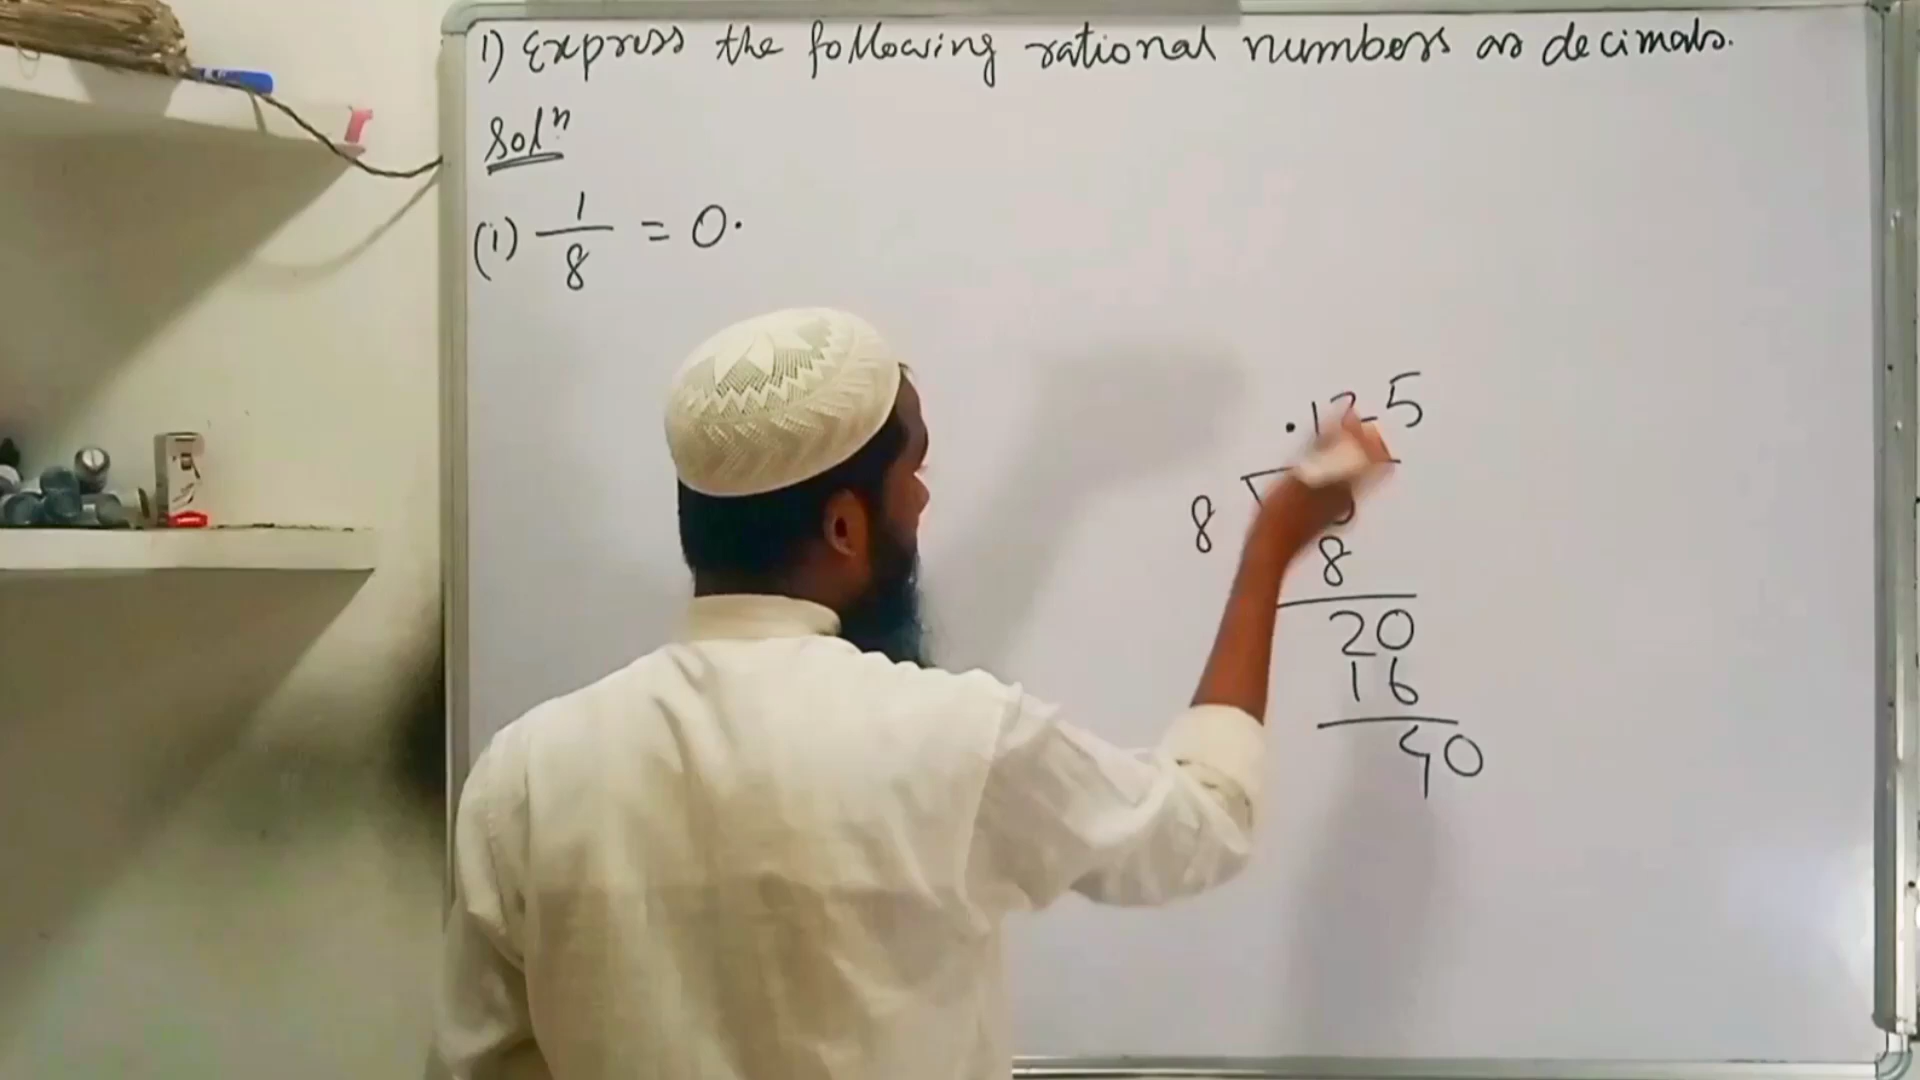 1) Express the following rational numbers as decimals.
Solⁿ
(i) 1/8 = 0.
.125
8
8
20
16
40